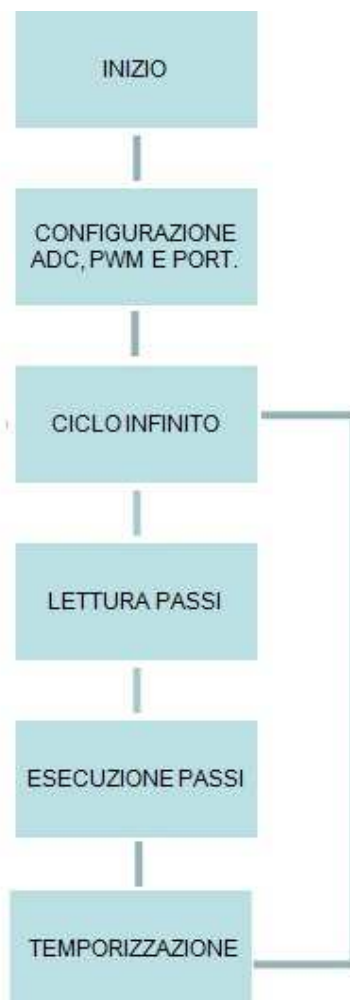 INIZIO
CONFIGURAZIONE
ADC, PWM E PORT.
CICLO INFINITO
LETTURA PASSI
ESECUZIONE PASSI
TEMPORIZZAZIONE